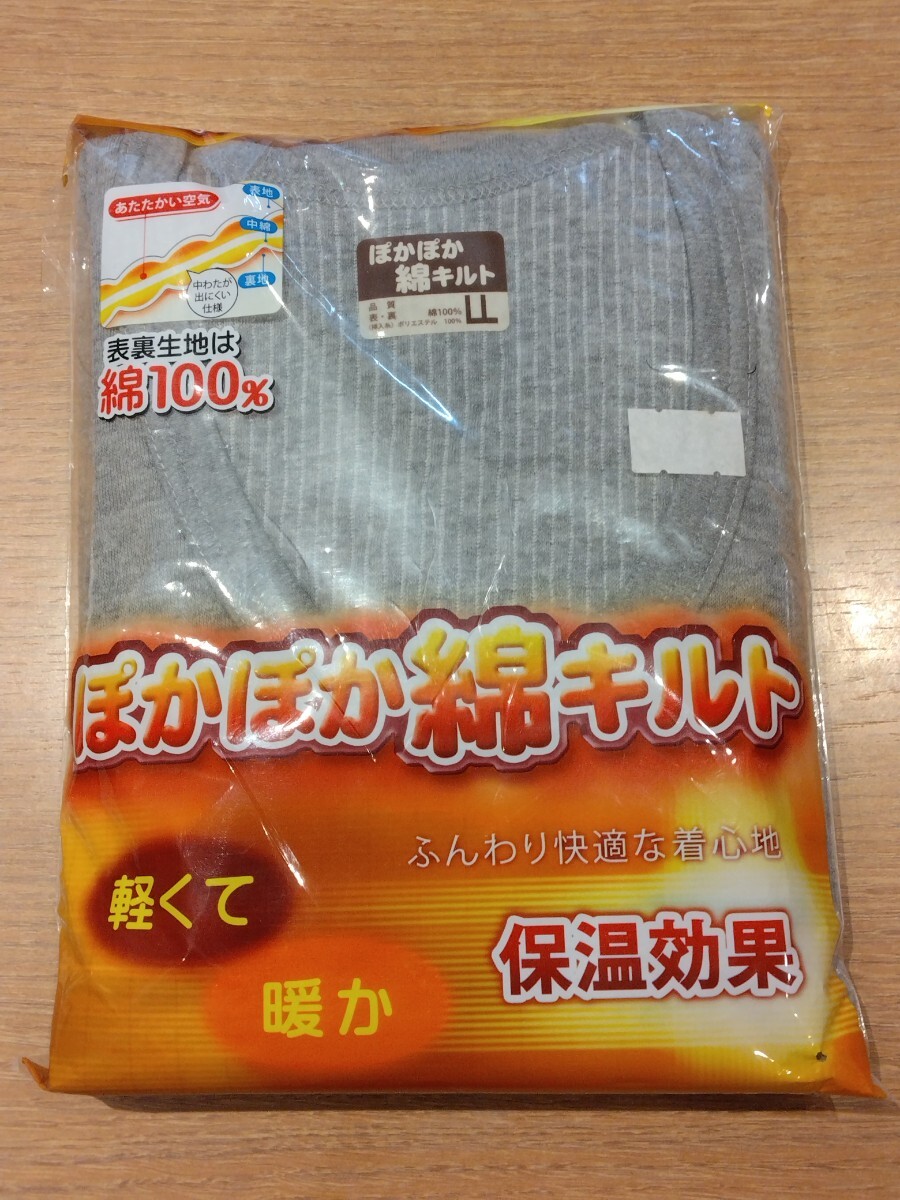 あたたかい空気
表地
中綿
裏地
中わたが
出にくい
仕様
表裏生地は
綿100%
ぽかぽか
綿キルト
品質
表・裏 綿100%
(挿入糸) ポリエステル 100%
LL
ぽかぽか綿キルト
ふんわり快適な着心地
軽くて
暖か
保温効果